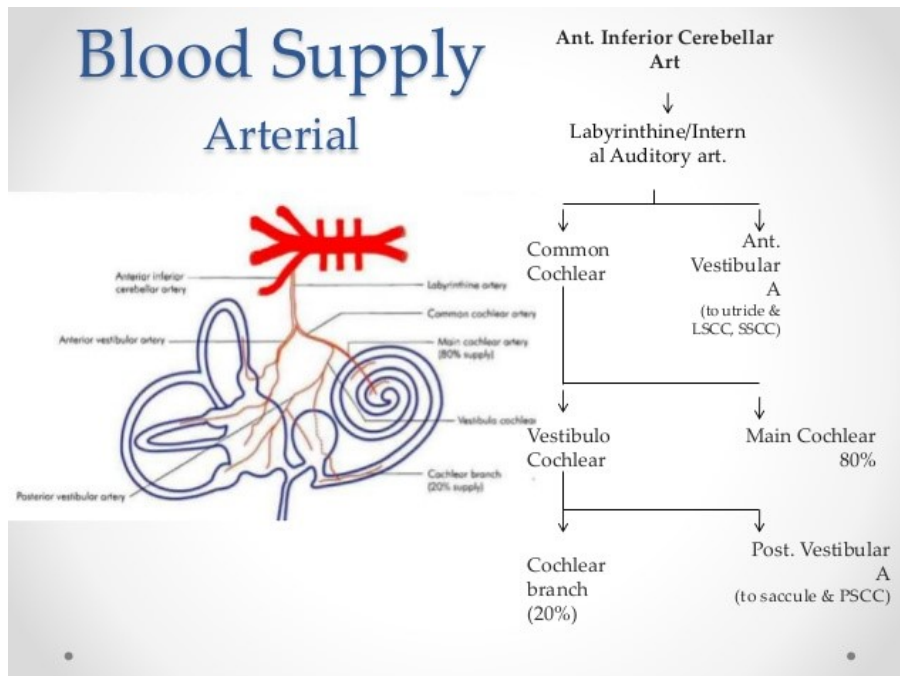 Blood Supply
Arterial
Ant. Inferior Cerebellar
Art
Labyrinthine/Intern
al Auditory art.
Common
Cochlear
Ant.
Vestibular
A
(to utride &
LSCC, SSCC)
Vestibulo
Cochlear
Main Cochlear
80%
Cochlear
branch
(20%)
Post. Vestibular
A
(to saccule & PSCC)
Anterior inferior
cerebellar artery
Anterior vestibular artery
Posterior vestibular artery
Labyrinthine artery
Common cochlear artery
Main cochlear artery
(80% supply)
Vestibulo cochlear
Cochlear branch
(20% supply)